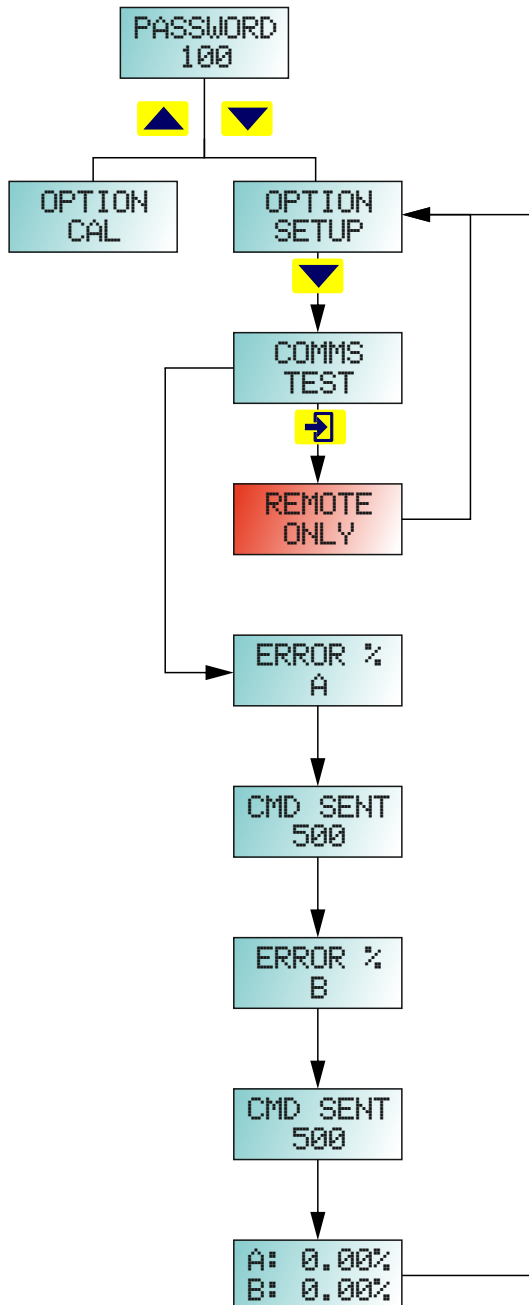 PASSWORD
100
OPTION
CAL
OPTION
SETUP
COMMS
TEST
REMOTE
ONLY
ERROR %
A
CMD SENT
500
ERROR %
B
CMD SENT
500
A: 0.00%
B: 0.00%